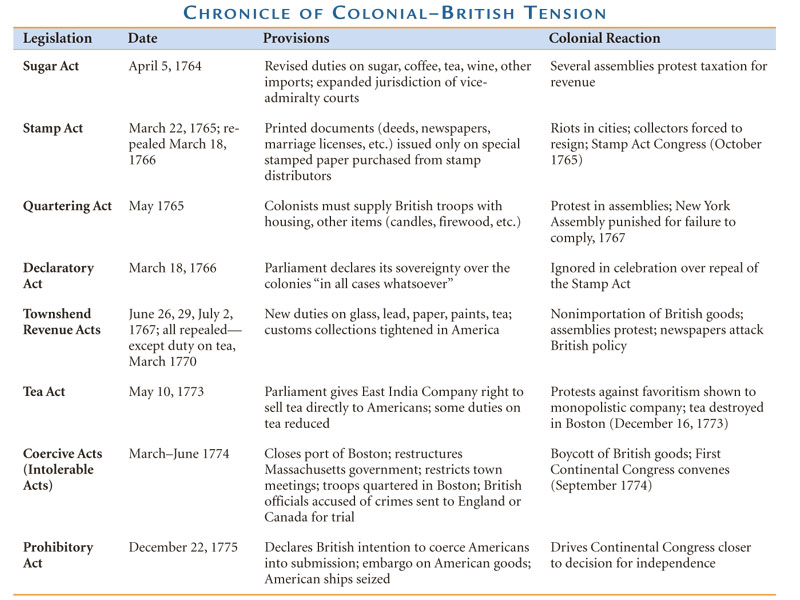 CHRONICLE OF COLONIAL–BRITISH TENSION
Legislation Date Provisions Colonial Reaction
Sugar Act April 5, 1764 Revised duties on sugar, coffee, tea, wine, other Several assemblies protest taxation for
imports; expanded jurisdiction of vice- revenue
admiralty courts
Stamp Act March 22, 1765; re- Printed documents (deeds, newspapers, Riots in cities; collectors forced to
pealed March 18, marriage licenses, etc.) issued only on special resign; Stamp Act Congress (October
1766 stamped paper purchased from stamp 1765)
distributors
Quartering Act May 1765 Colonists must supply British troops with Protest in assemblies; New York
housing, other items (candles, firewood, etc.) Assembly punished for failure to
comply, 1767
Declaratory March 18, 1766 Parliament declares its sovereignty over the Ignored in celebration over repeal of
Act colonies “in all cases whatsoever” the Stamp Act
Townshend June 26, 29, July 2, New duties on glass, lead, paper, paints, tea; Nonimportation of British goods;
Revenue Acts 1767; all repealed— customs collections tightened in America assemblies protest; newspapers attack
except duty on tea, British policy
March 1770
Tea Act May 10, 1773 Parliament gives East India Company right to Protests against favoritism shown to
sell tea directly to Americans; some duties on monopolistic company; tea destroyed
tea reduced in Boston (December 16, 1773)
Coercive Acts March–June 1774 Closes port of Boston; restructures Boycott of British goods; First
(Intolerable Massachusetts government; restricts town Continental Congress convenes
Acts) meetings; troops quartered in Boston; British (September 1774)
officials accused of crimes sent to England or
Canada for trial
Prohibitory December 22, 1775 Declares British intention to coerce Americans Drives Continental Congress closer
Act into submission; embargo on American goods; to decision for independence
American ships seized